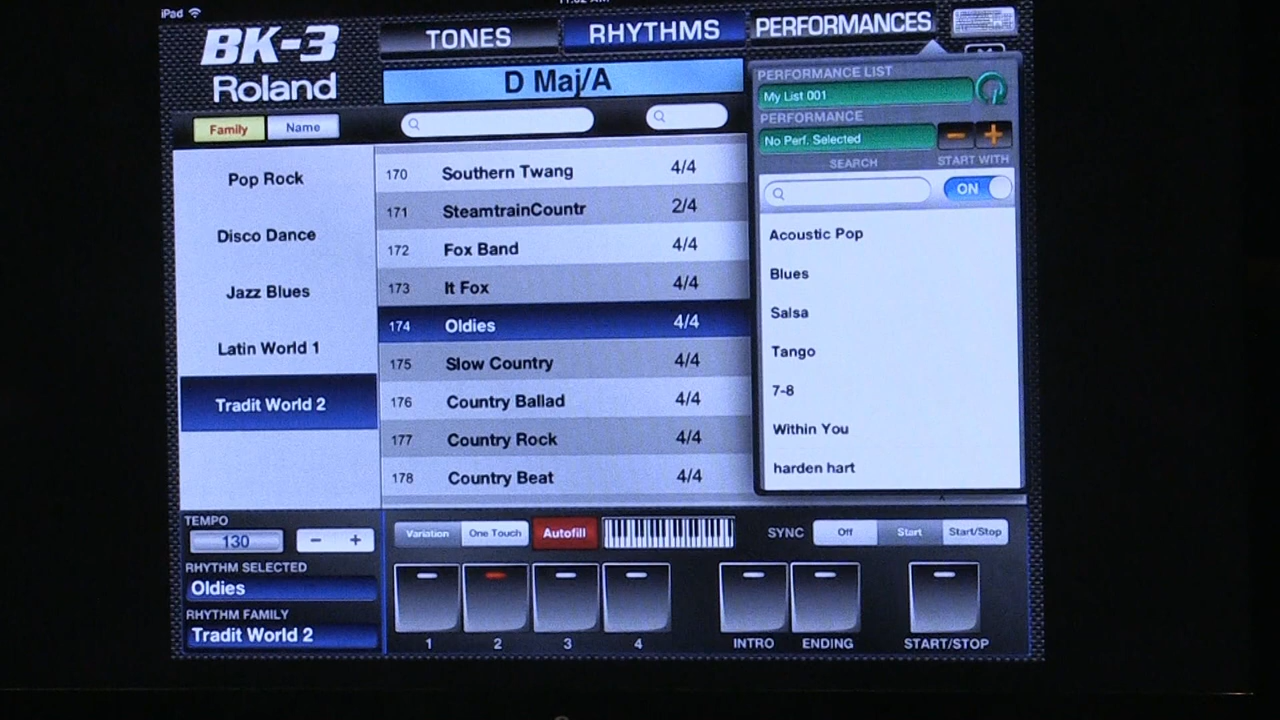 iPad
BK-3
Roland
TONES
RHYTHMS
PERFORMANCES
D Maj/A
Family
Name
Pop Rock
Disco Dance
Jazz Blues
Latin World 1
Tradit World 2
170 Southern Twang 4/4
171 SteamtrainCountr 2/4
172 Fox Band 4/4
173 It Fox 4/4
174 Oldies 4/4
175 Slow Country 4/4
176 Country Ballad 4/4
177 Country Rock 4/4
178 Country Beat 4/4
PERFORMANCE LIST
My List 001
PERFORMANCE
No Perf. Selected
- +
SEARCH START WITH
ON
Acoustic Pop
Blues
Salsa
Tango
7-8
Within You
harden hart
TEMPO
130 - +
RHYTHM SELECTED
Oldies
RHYTHM FAMILY
Tradit World 2
Variation One Touch Autofill
SYNC Off Start Start/Stop
1 2 3 4 INTRO ENDING START/STOP